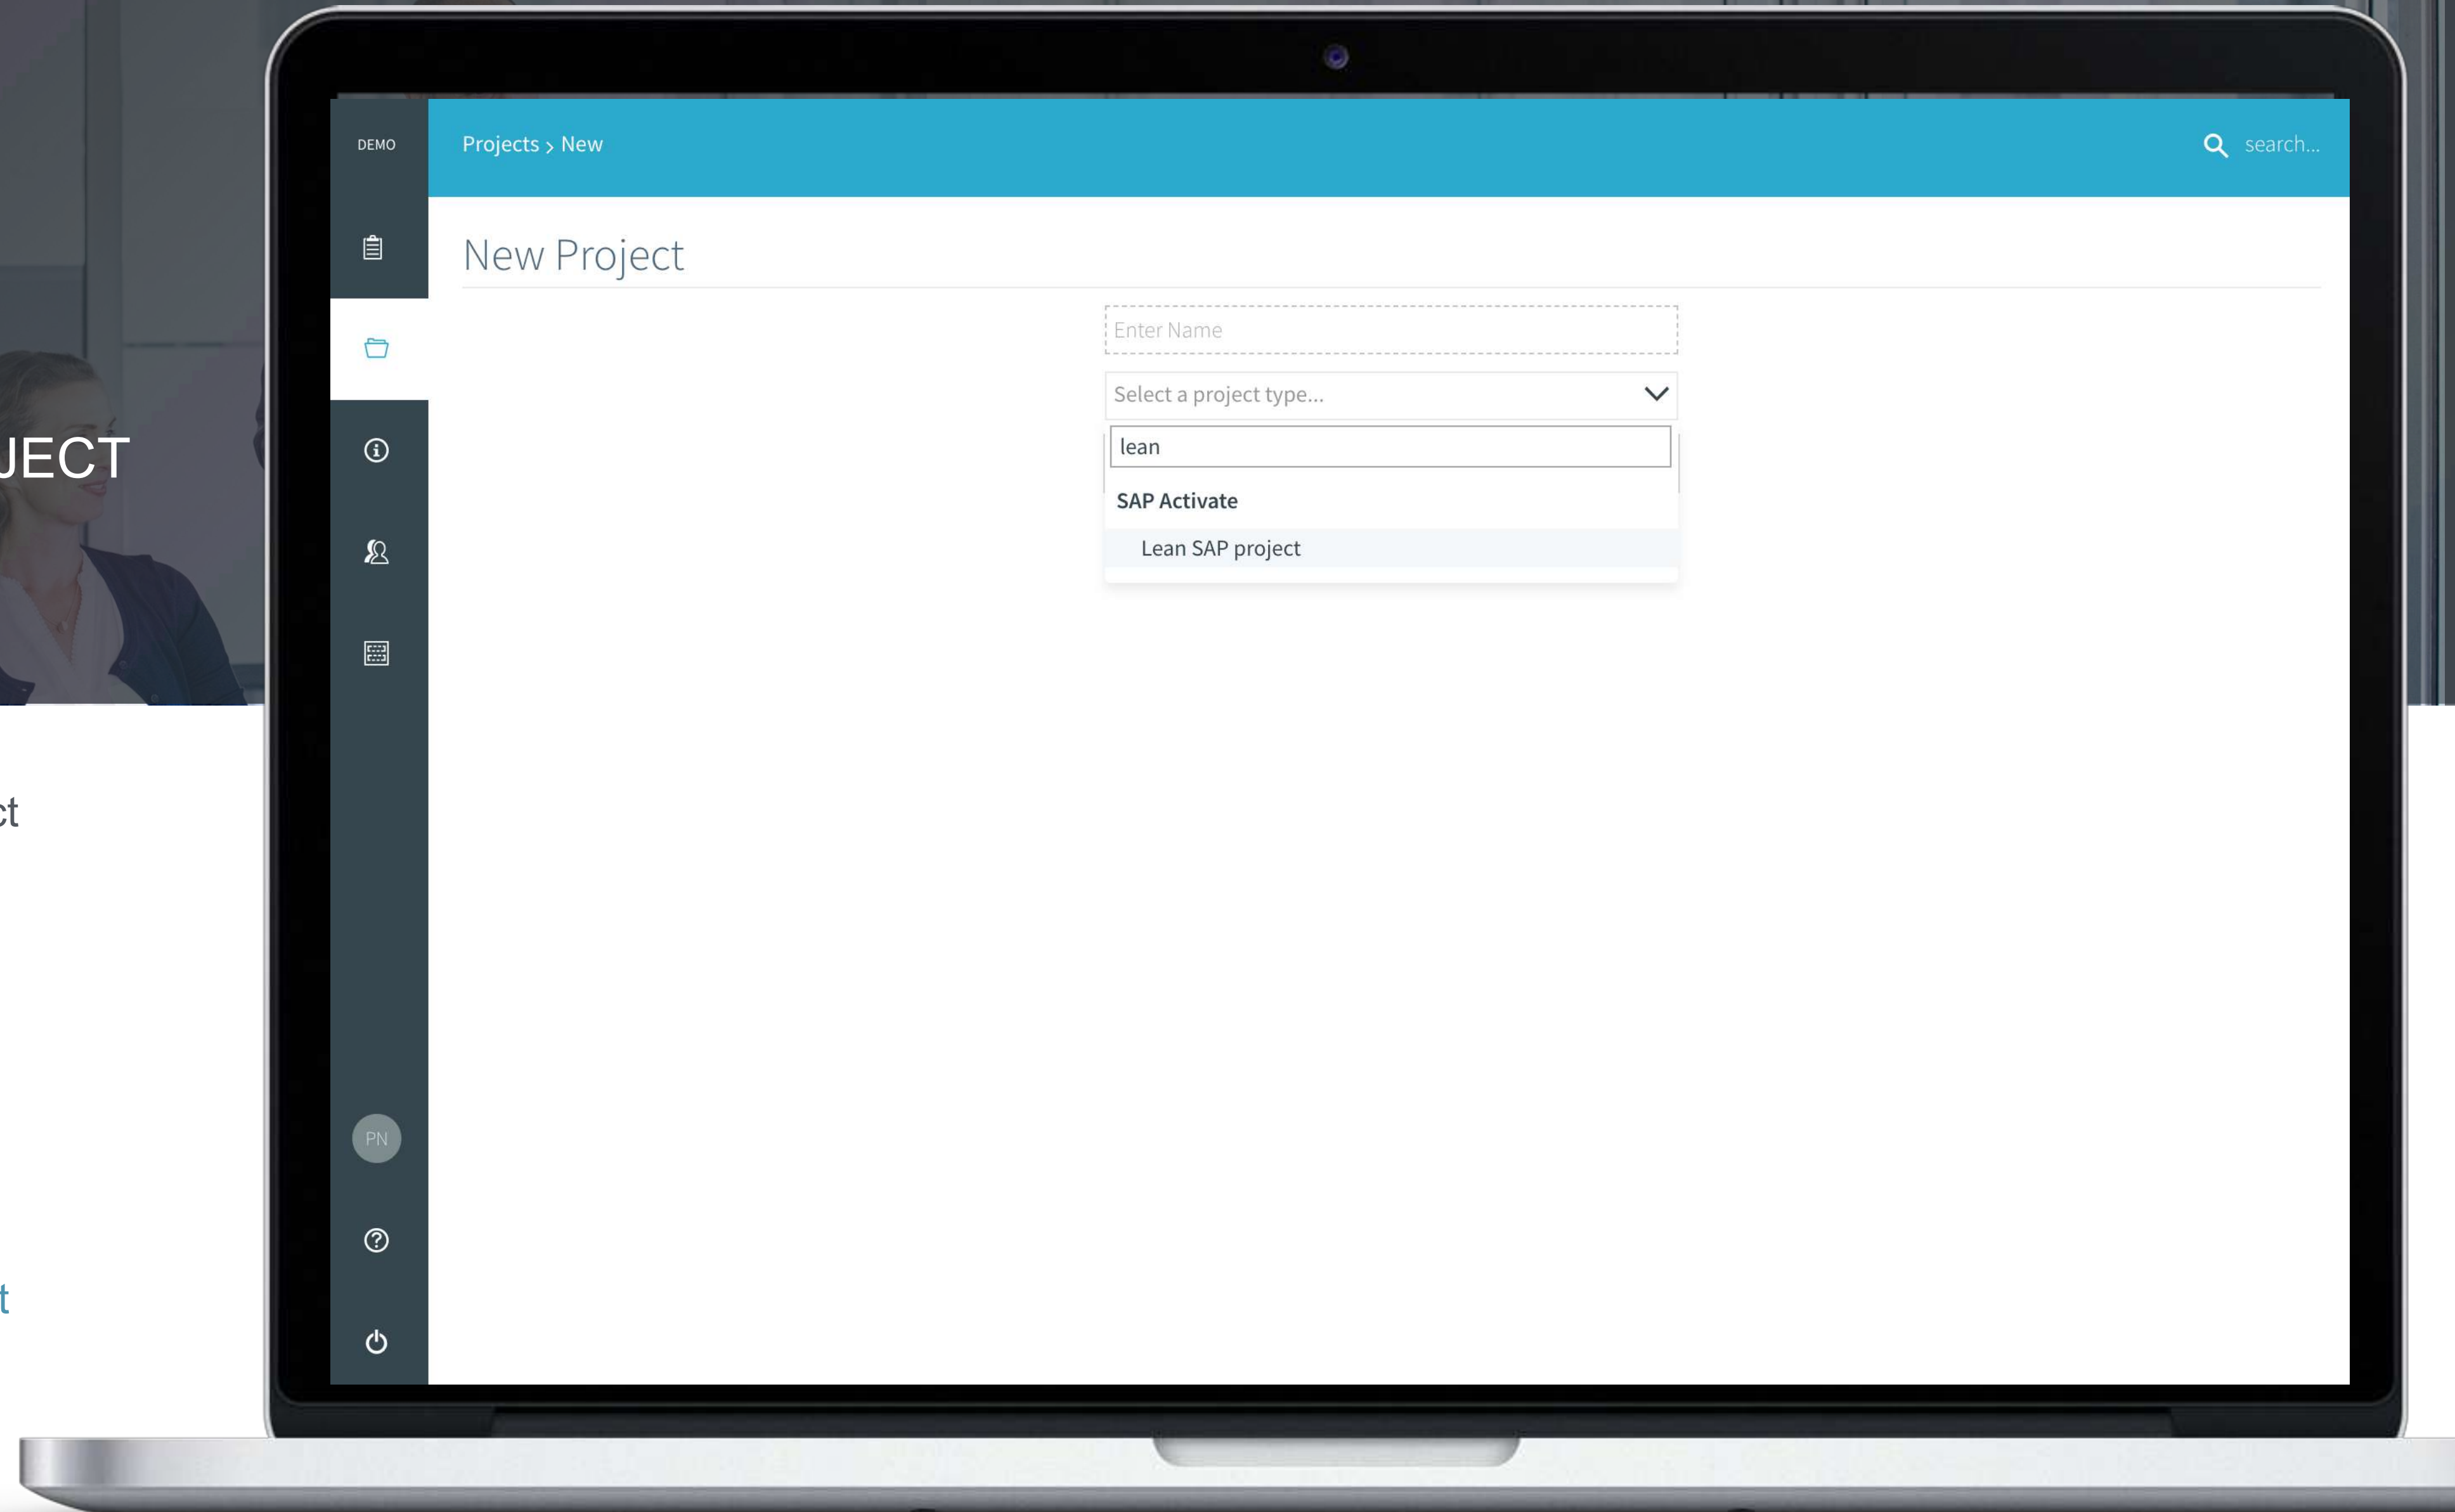 DEMO
Projects > New
search...
New Project
Enter Name
Select a project type...
JECT
lean
SAP Activate
Lean SAP project
ct
PN
t